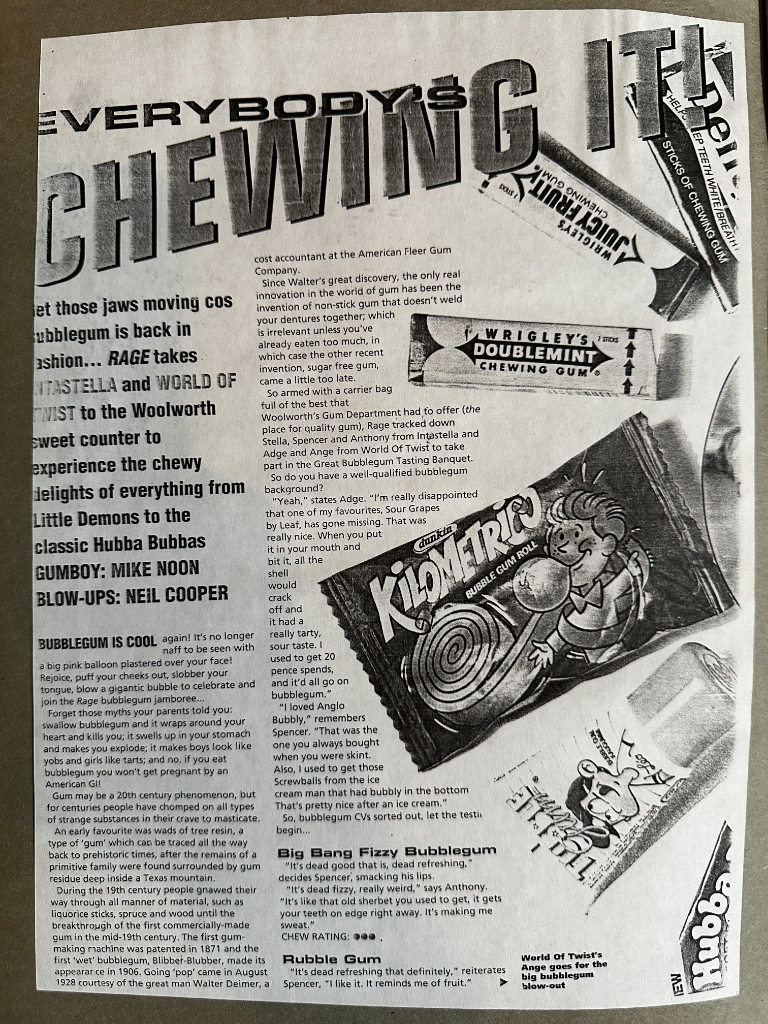 EVERYBODY'S
CHEWING IT!
et those jaws moving cos
ubblegum is back in
ashion... RAGE takes
NTASTELLA and WORLD OF
TWIST to the Woolworth
sweet counter to
experience the chewy
delights of everything from
Little Demons to the
classic Hubba Bubbas
GUMBOY: MIKE NOON
BLOW-UPS: NEIL COOPER
BUBBLEGUM IS COOL again! It's no longer
naff to be seen with
a big pink balloon plastered over your face!
Rejoice, puff your cheeks out, slobber your
tongue, blow a gigantic bubble to celebrate and
join the Rage bubblegum jamboree...
Forget those myths your parents told you:
swallow bubblegum and it wraps around your
heart and kills you; it swells up in your stomach
and makes you explode; it makes boys look like
yobs and girls like tarts; and no, if you eat
bubblegum you won't get pregnant by an
American GI!
Gum may be a 20th century phenomenon, but
for centuries people have chomped on all types
of strange substances in their crave to masticate.
An early favourite was wads of tree resin, a
type of 'gum' which can be traced all the way
back to prehistoric times, after the remains of a
primitive family were found surrounded by gum
residue deep inside a Texas mountain.
During the 19th century people gnawed their
way through all manner of material, such as
liquorice sticks, spruce and wood until the
breakthrough of the first commercially-made
gum in the mid-19th century. The first gum-
making machine was patented in 1871 and the
first 'wet' bubblegum, Blibber-Blubber, made its
appearance in 1906. Going 'pop' came in August
1928 courtesy of the great man Walter Deimer, a
cost accountant at the American Fleer Gum
Company.
Since Walter's great discovery, the only real
innovation in the world of gum has been the
invention of non-stick gum that doesn't weld
your dentures together; which
is irrelevant unless you've
already eaten too much, in
which case the other recent
invention, sugar free gum,
came a little too late.
So armed with a carrier bag
full of the best that
Woolworth's Gum Department had to offer (the
place for quality gum), Rage tracked down
Stella, Spencer and Anthony from Intastella and
Adge and Ange from World Of Twist to take
part in the Great Bubblegum Tasting Banquet.
So do you have a well-qualified bubblegum
background?
"Yeah," states Adge. "I'm really disappointed
that one of my favourites, Sour Grapes
by Leaf, has gone missing. That was
really nice. When you put
it in your mouth and
bit it, all the
shell
would
crack
off and
it had a
really tarty,
sour taste. I
used to get 20
pence spends,
and it'd all go on
bubblegum."
"I loved Anglo
Bubbly," remembers
Spencer. "That was the
one you always bought
when you were skint.
Also, I used to get those
Screwballs from the ice
cream man that had bubbly in the bottom
That's pretty nice after an ice cream."
So, bubblegum CVs sorted out, let the testi
begin...
Big Bang Fizzy Bubblegum
"It's dead good that is, dead refreshing,"
decides Spencer, smacking his lips.
"It's dead fizzy, really weird," says Anthony.
"It's like that old sherbet you used to get, it gets
your teeth on edge right away. It's making me
sweat."
CHEW RATING: ●●●
Rubble Gum
"It's dead refreshing that definitely," reiterates
Spencer, "I like it. It reminds me of fruit."
World Of Twist's
Ange goes for the
big bubblegum
blow-out
WRIGLEY'S
JUICY FRUIT
CHEWING GUM
7 STICKS
HELPS
EP TEETH WHITE/BREATH
STICKS OF CHEWING GUM
WRIGLEY'S
7 STICKS
DOUBLEMINT
CHEWING GUM
dunkin
KILOMETRICO
BUBBLE GUM ROLL
BUBBLE GUM
Hubba
NEW